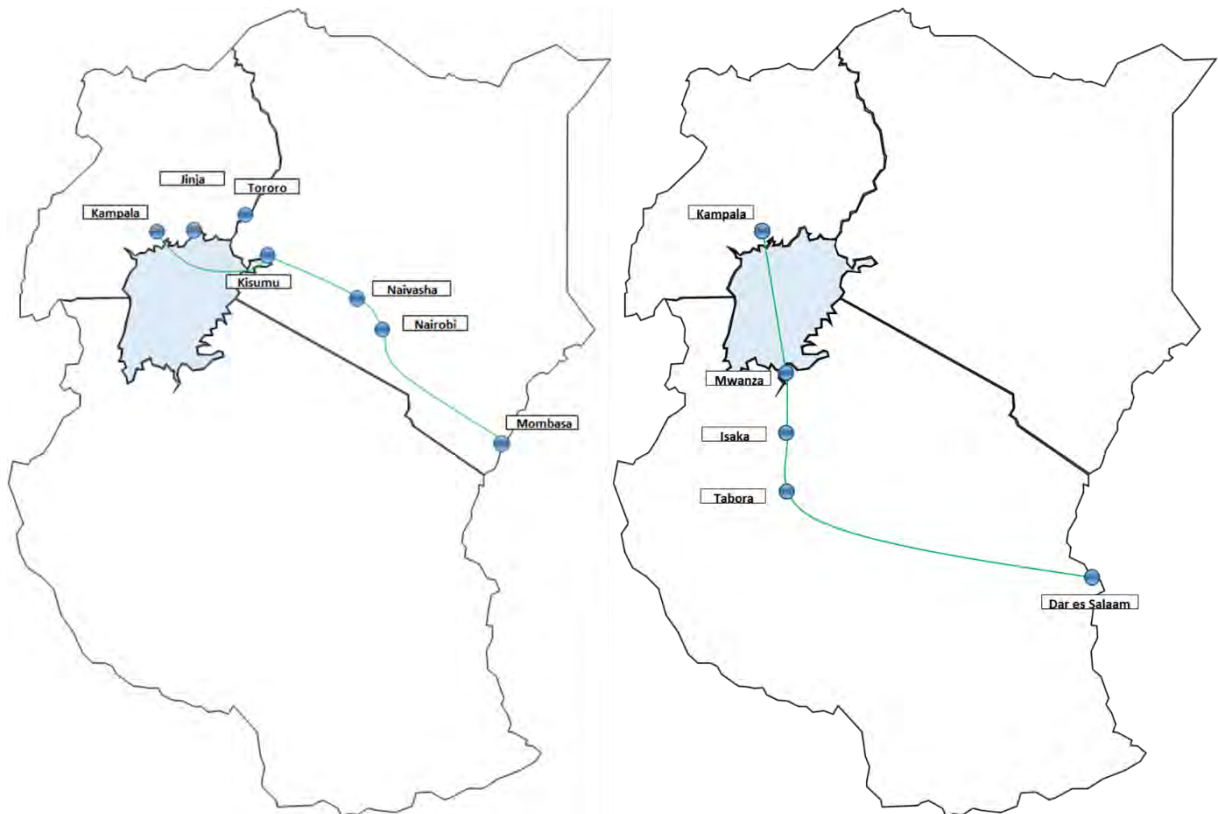 Jinja
Tororo
Kampala
Kisumu
Naivasha
Nairobi
Mombasa
Kampala
Mwanza
Isaka
Tabora
Dar es Salaam